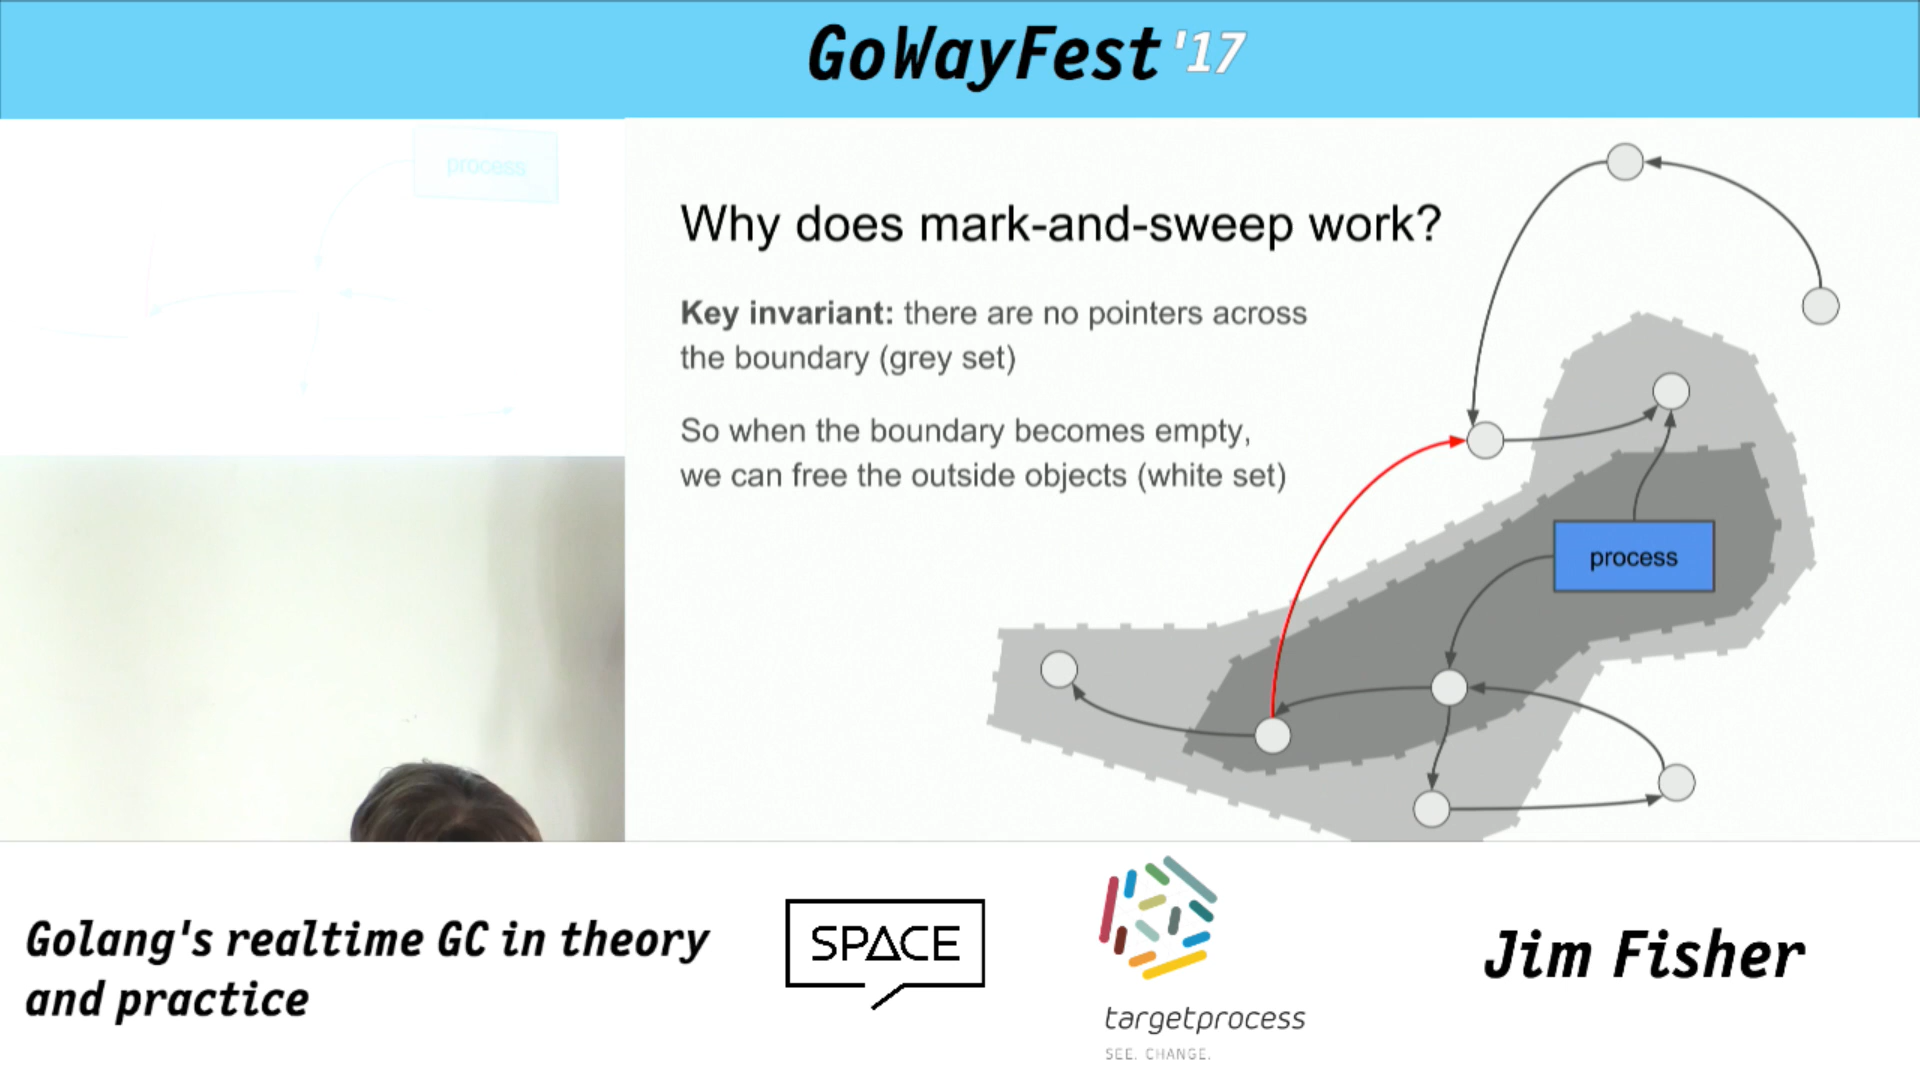 GoWayFest '17
process
Why does mark-and-sweep work?
Key invariant: there are no pointers across
the boundary (grey set)
So when the boundary becomes empty,
we can free the outside objects (white set)
process
Golang's realtime GC in theory
and practice
SPACE
targetprocess
SEE. CHANGE.
Jim Fisher